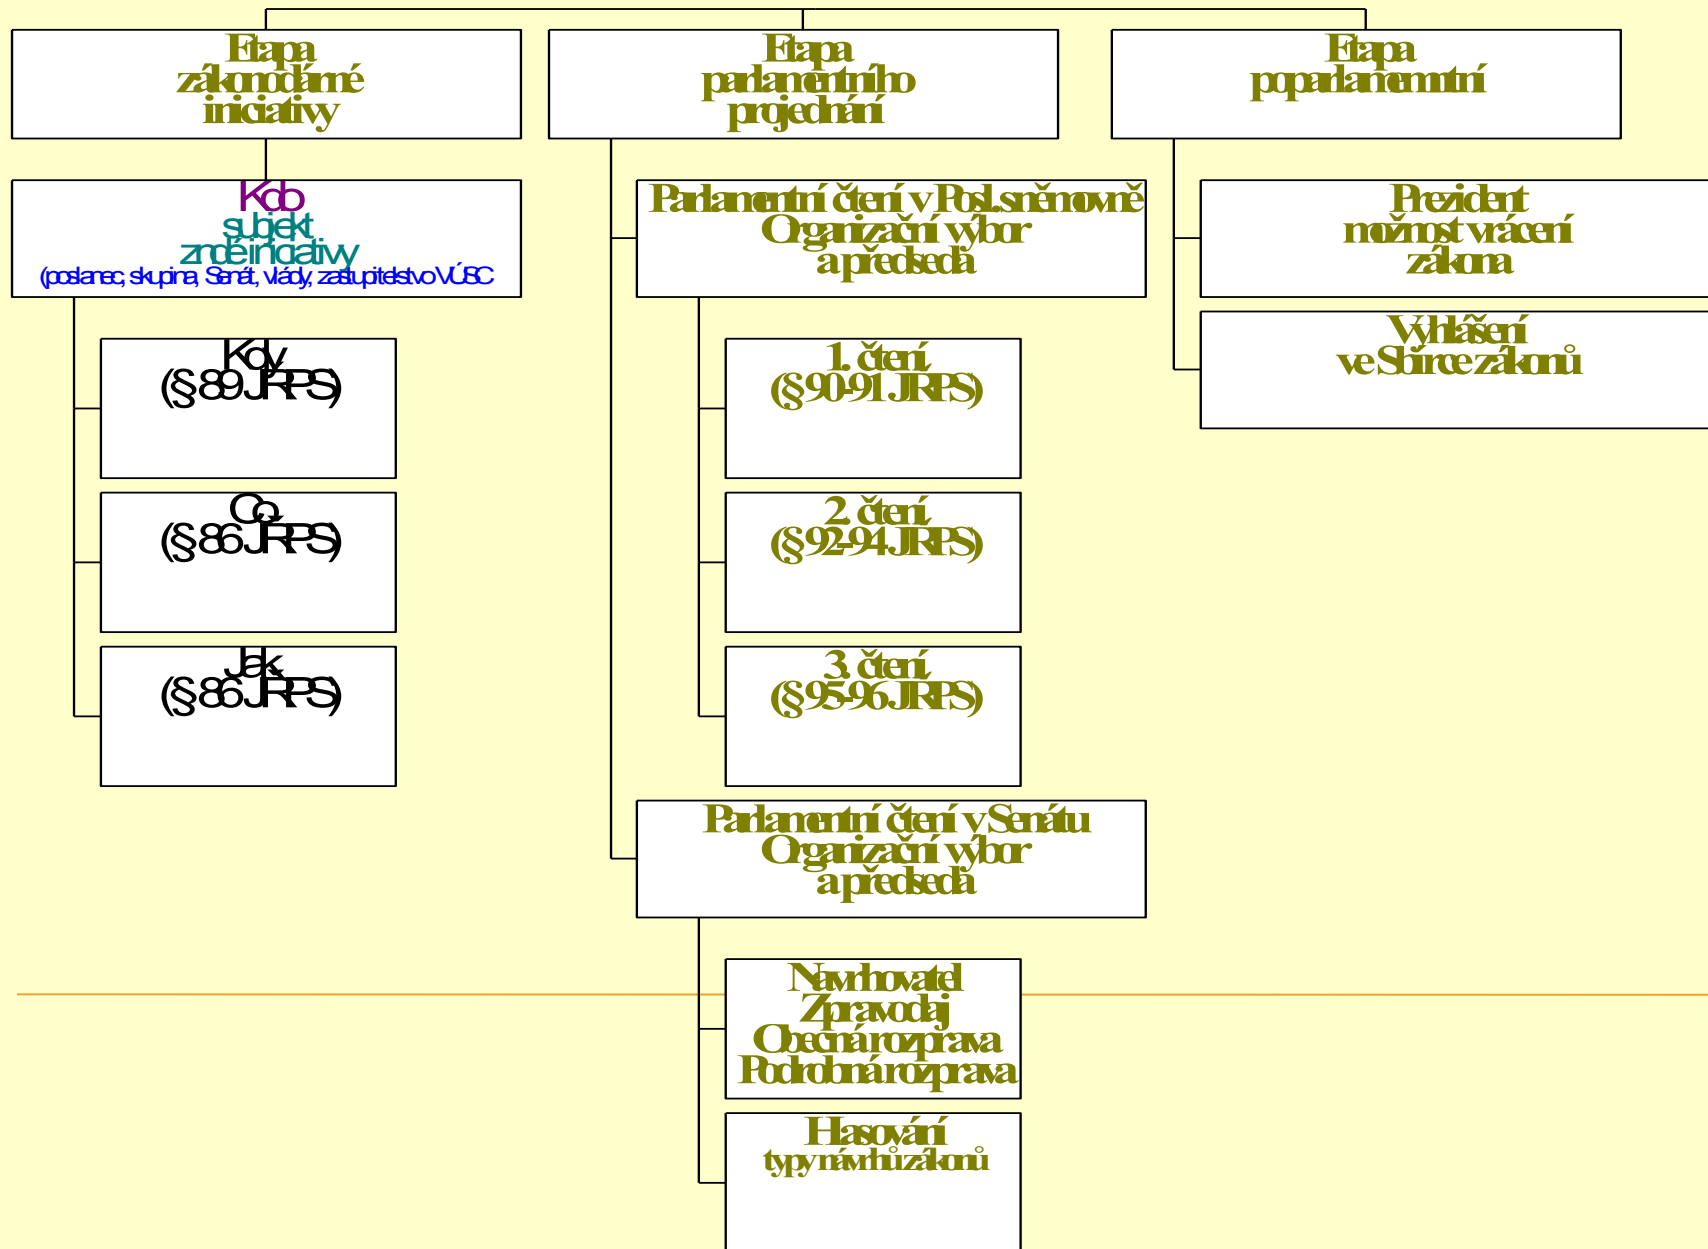 Etapa
zákonodárné
iniciativy
Kdo
subjekt
zndé iniciativy
(poslanec, skupina, Senát, vlády, zastupitelstvo VÚSC
Kdy
(§ 89 JŘPS)
Co
(§ 86 JŘPS)
Jak
(§ 86 JŘPS)
Etapa
parlamentního
projednání
Parlamentní čtení v Posl.sněmovně
Organizační výbor
a předseda
1. čtení
(§ 90-91 JŘPS)
2. čtení
(§ 92-94 JŘPS)
3. čtení
(§ 95-96 JŘPS)
Parlamentní čtení v Senátu
Organizační výbor
a předseda
Navrhovatel
Zpravodaj
Obecná rozprava
Podrobná rozprava
Hlasování
typy návrhů zákonů
Etapa
poparlamemntní
Prezident
možnost vrácení
zákona
Vyhlášení
ve Sbírce zákonů